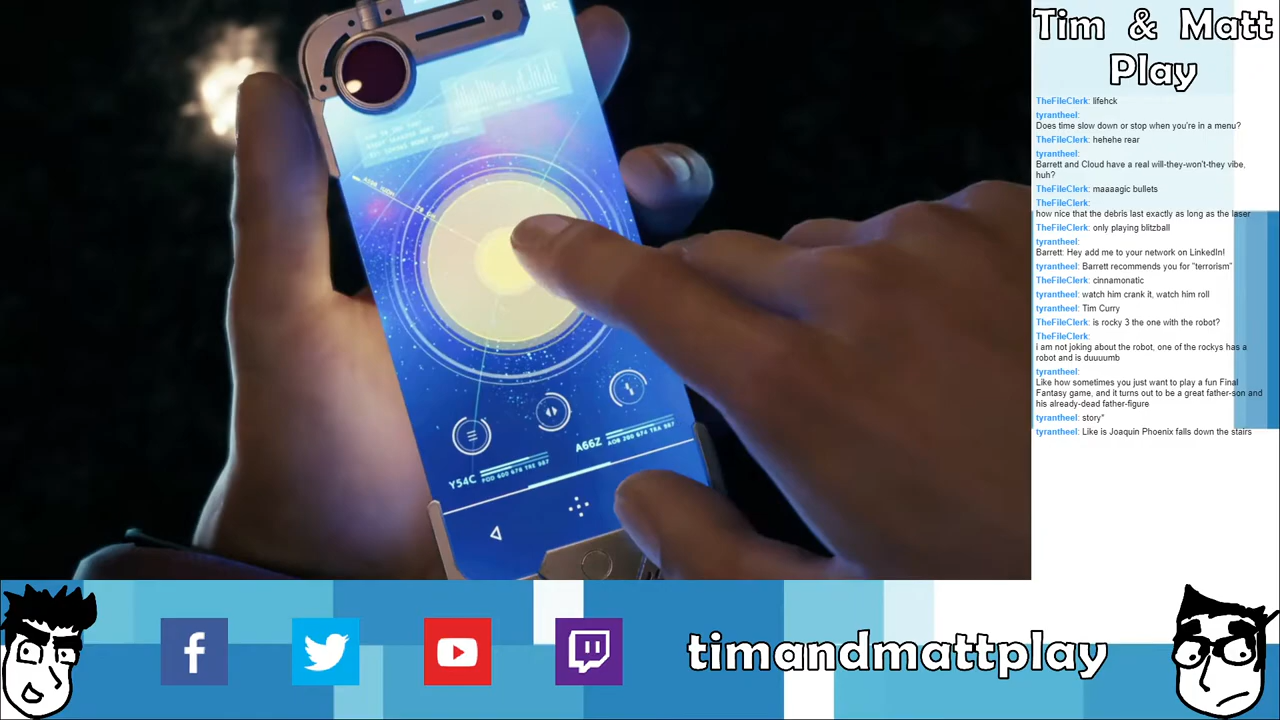 Tim & Matt
Play
TheFileClerk: lifehck
tyrantheel:
Does time slow down or stop when you're in a menu?
TheFileClerk: hehehe rear
tyrantheel:
Barrett and Cloud have a real will-they-won't-they vibe,
huh?
TheFileClerk: maaaagic bullets
TheFileClerk:
how nice that the debris last exactly as long as the laser
TheFileClerk: only playing blitzball
tyrantheel:
Barrett: Hey add me to your network on LinkedIn!
tyrantheel: Barrett recommends you for "terrorism"
TheFileClerk: cinnamonatic
tyrantheel: watch him crank it, watch him roll
tyrantheel: Tim Curry
TheFileClerk: is rocky 3 the one with the robot?
TheFileClerk:
i am not joking about the robot, one of the rockys has a
robot and is duuuumb
tyrantheel:
Like how sometimes you just want to play a fun Final
Fantasy game, and it turns out to be a great father-son and
his already-dead father-figure
tyrantheel: story*
tyrantheel: Like is Joaquin Phoenix falls down the stairs
SEC
Y54C
A66Z
timandmattplay